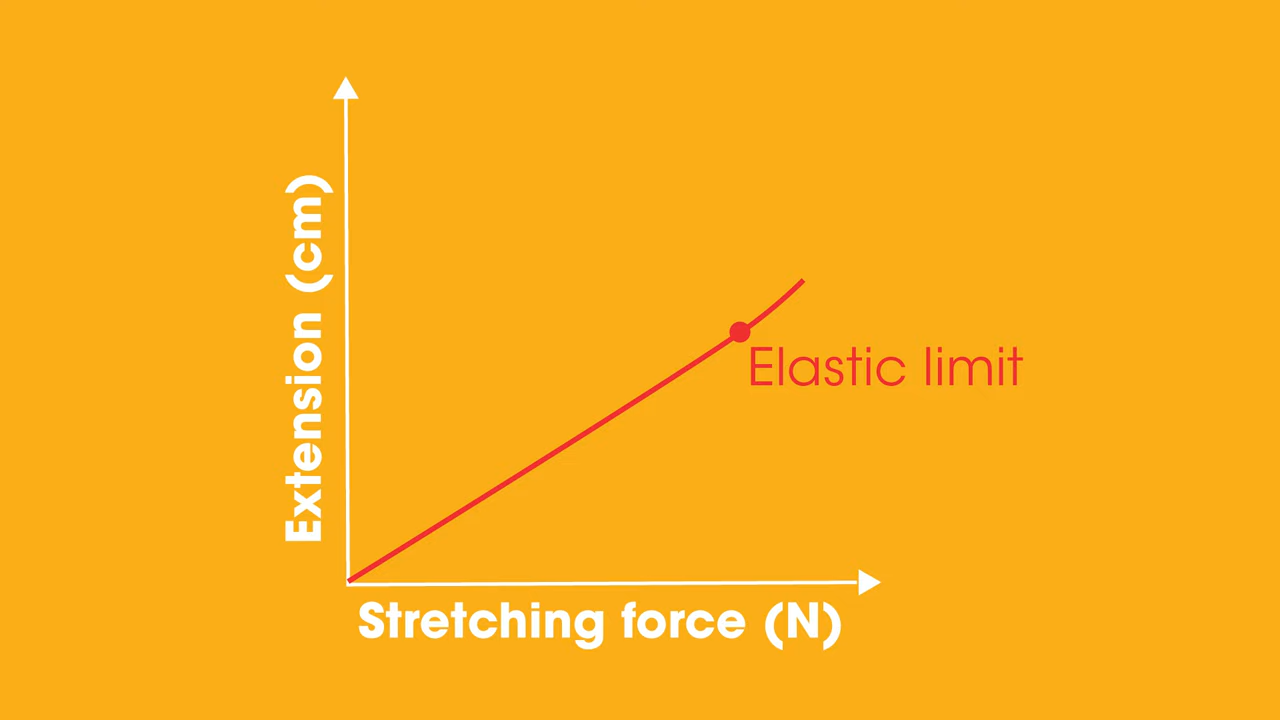 Extension (cm)
Elastic limit
Stretching force (N)